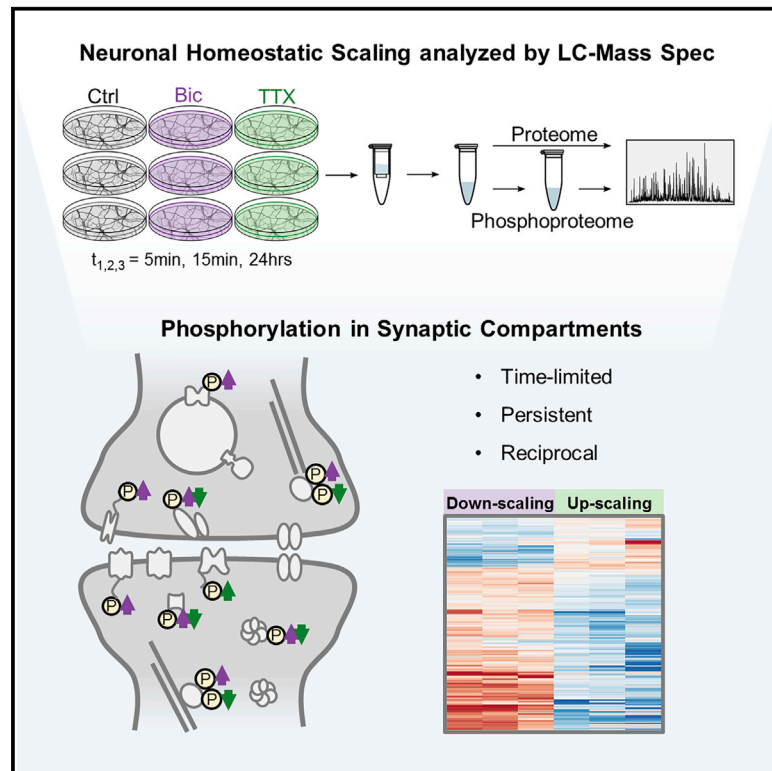 Neuronal Homeostatic Scaling analyzed by LC-Mass Spec
Ctrl Bic TTX
Proteome
Phosphoproteome
t1,2,3 = 5min, 15min, 24hrs
Phosphorylation in Synaptic Compartments
• Time-limited
• Persistent
• Reciprocal
P
P
P
P
P
P
P
P
P
P
P
Down-scaling Up-scaling